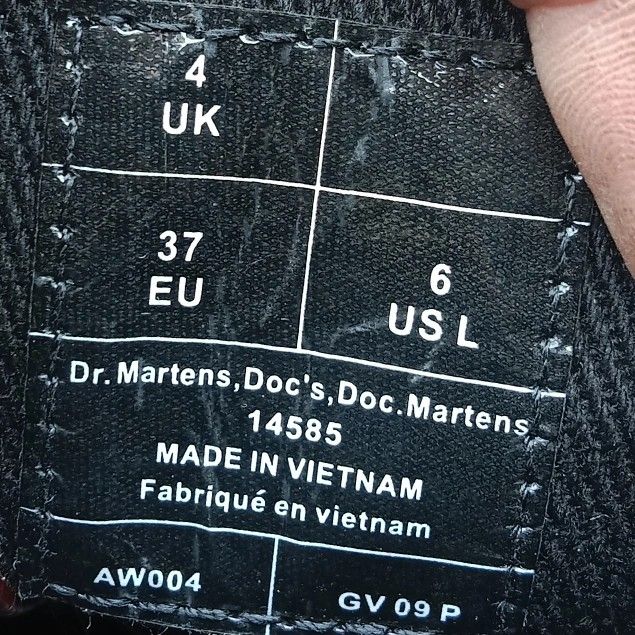 4
UK
37
EU
6
US L
Dr. Martens,Doc's,Doc.Martens
14585
MADE IN VIETNAM
Fabriqué en vietnam
AW004
GV 09 P